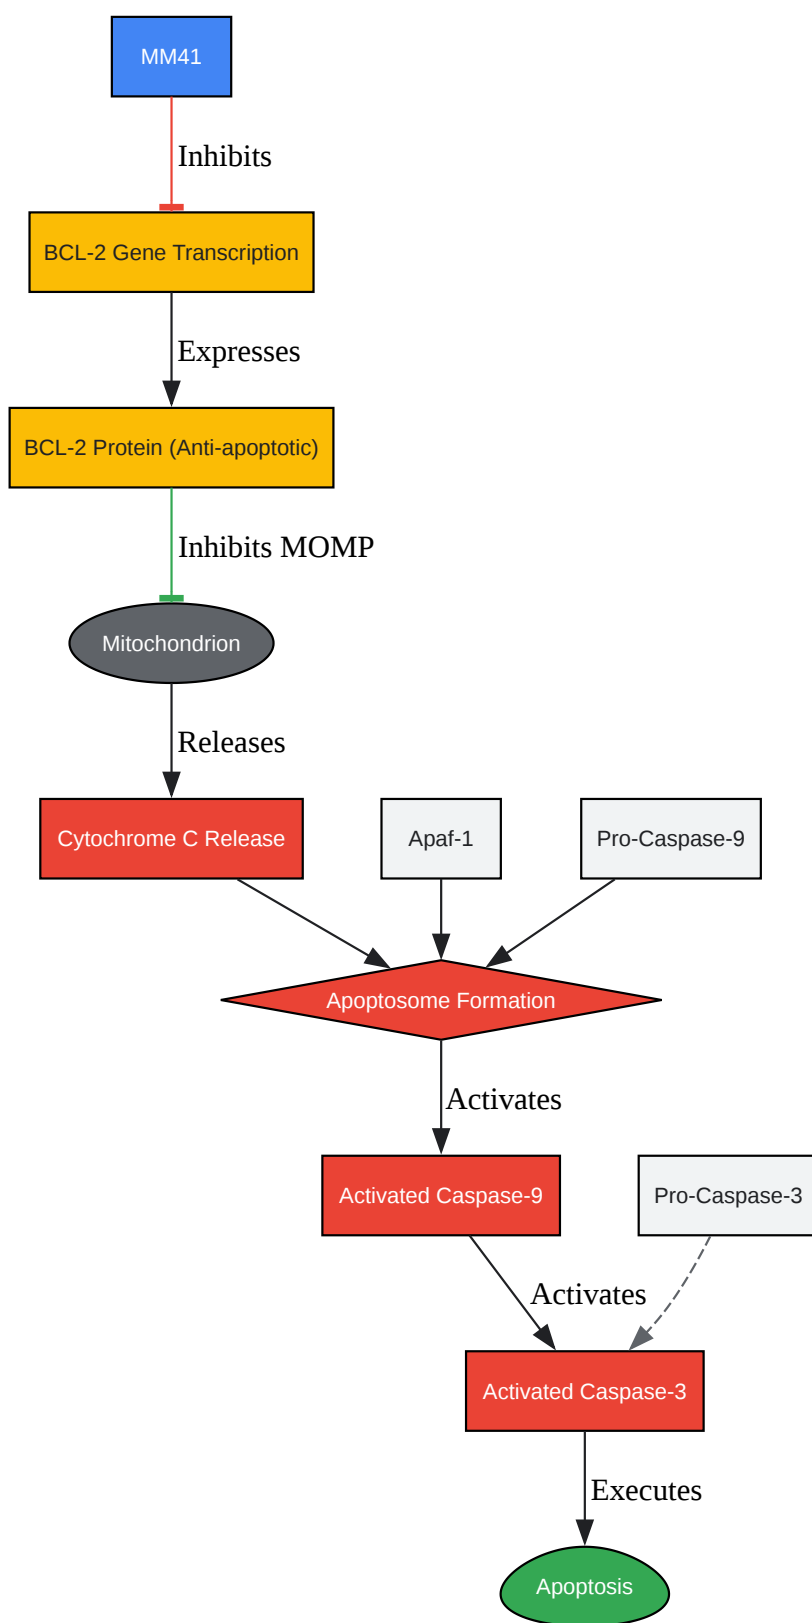 MM41
Inhibits
BCL-2 Gene Transcription
Expresses
BCL-2 Protein (Anti-apoptotic)
Inhibits MOMP
Mitochondrion
Releases
Cytochrome C Release
Apaf-1
Pro-Caspase-9
Apoptosome Formation
Activates
Activated Caspase-9
Pro-Caspase-3
Activates
Activated Caspase-3
Executes
Apoptosis